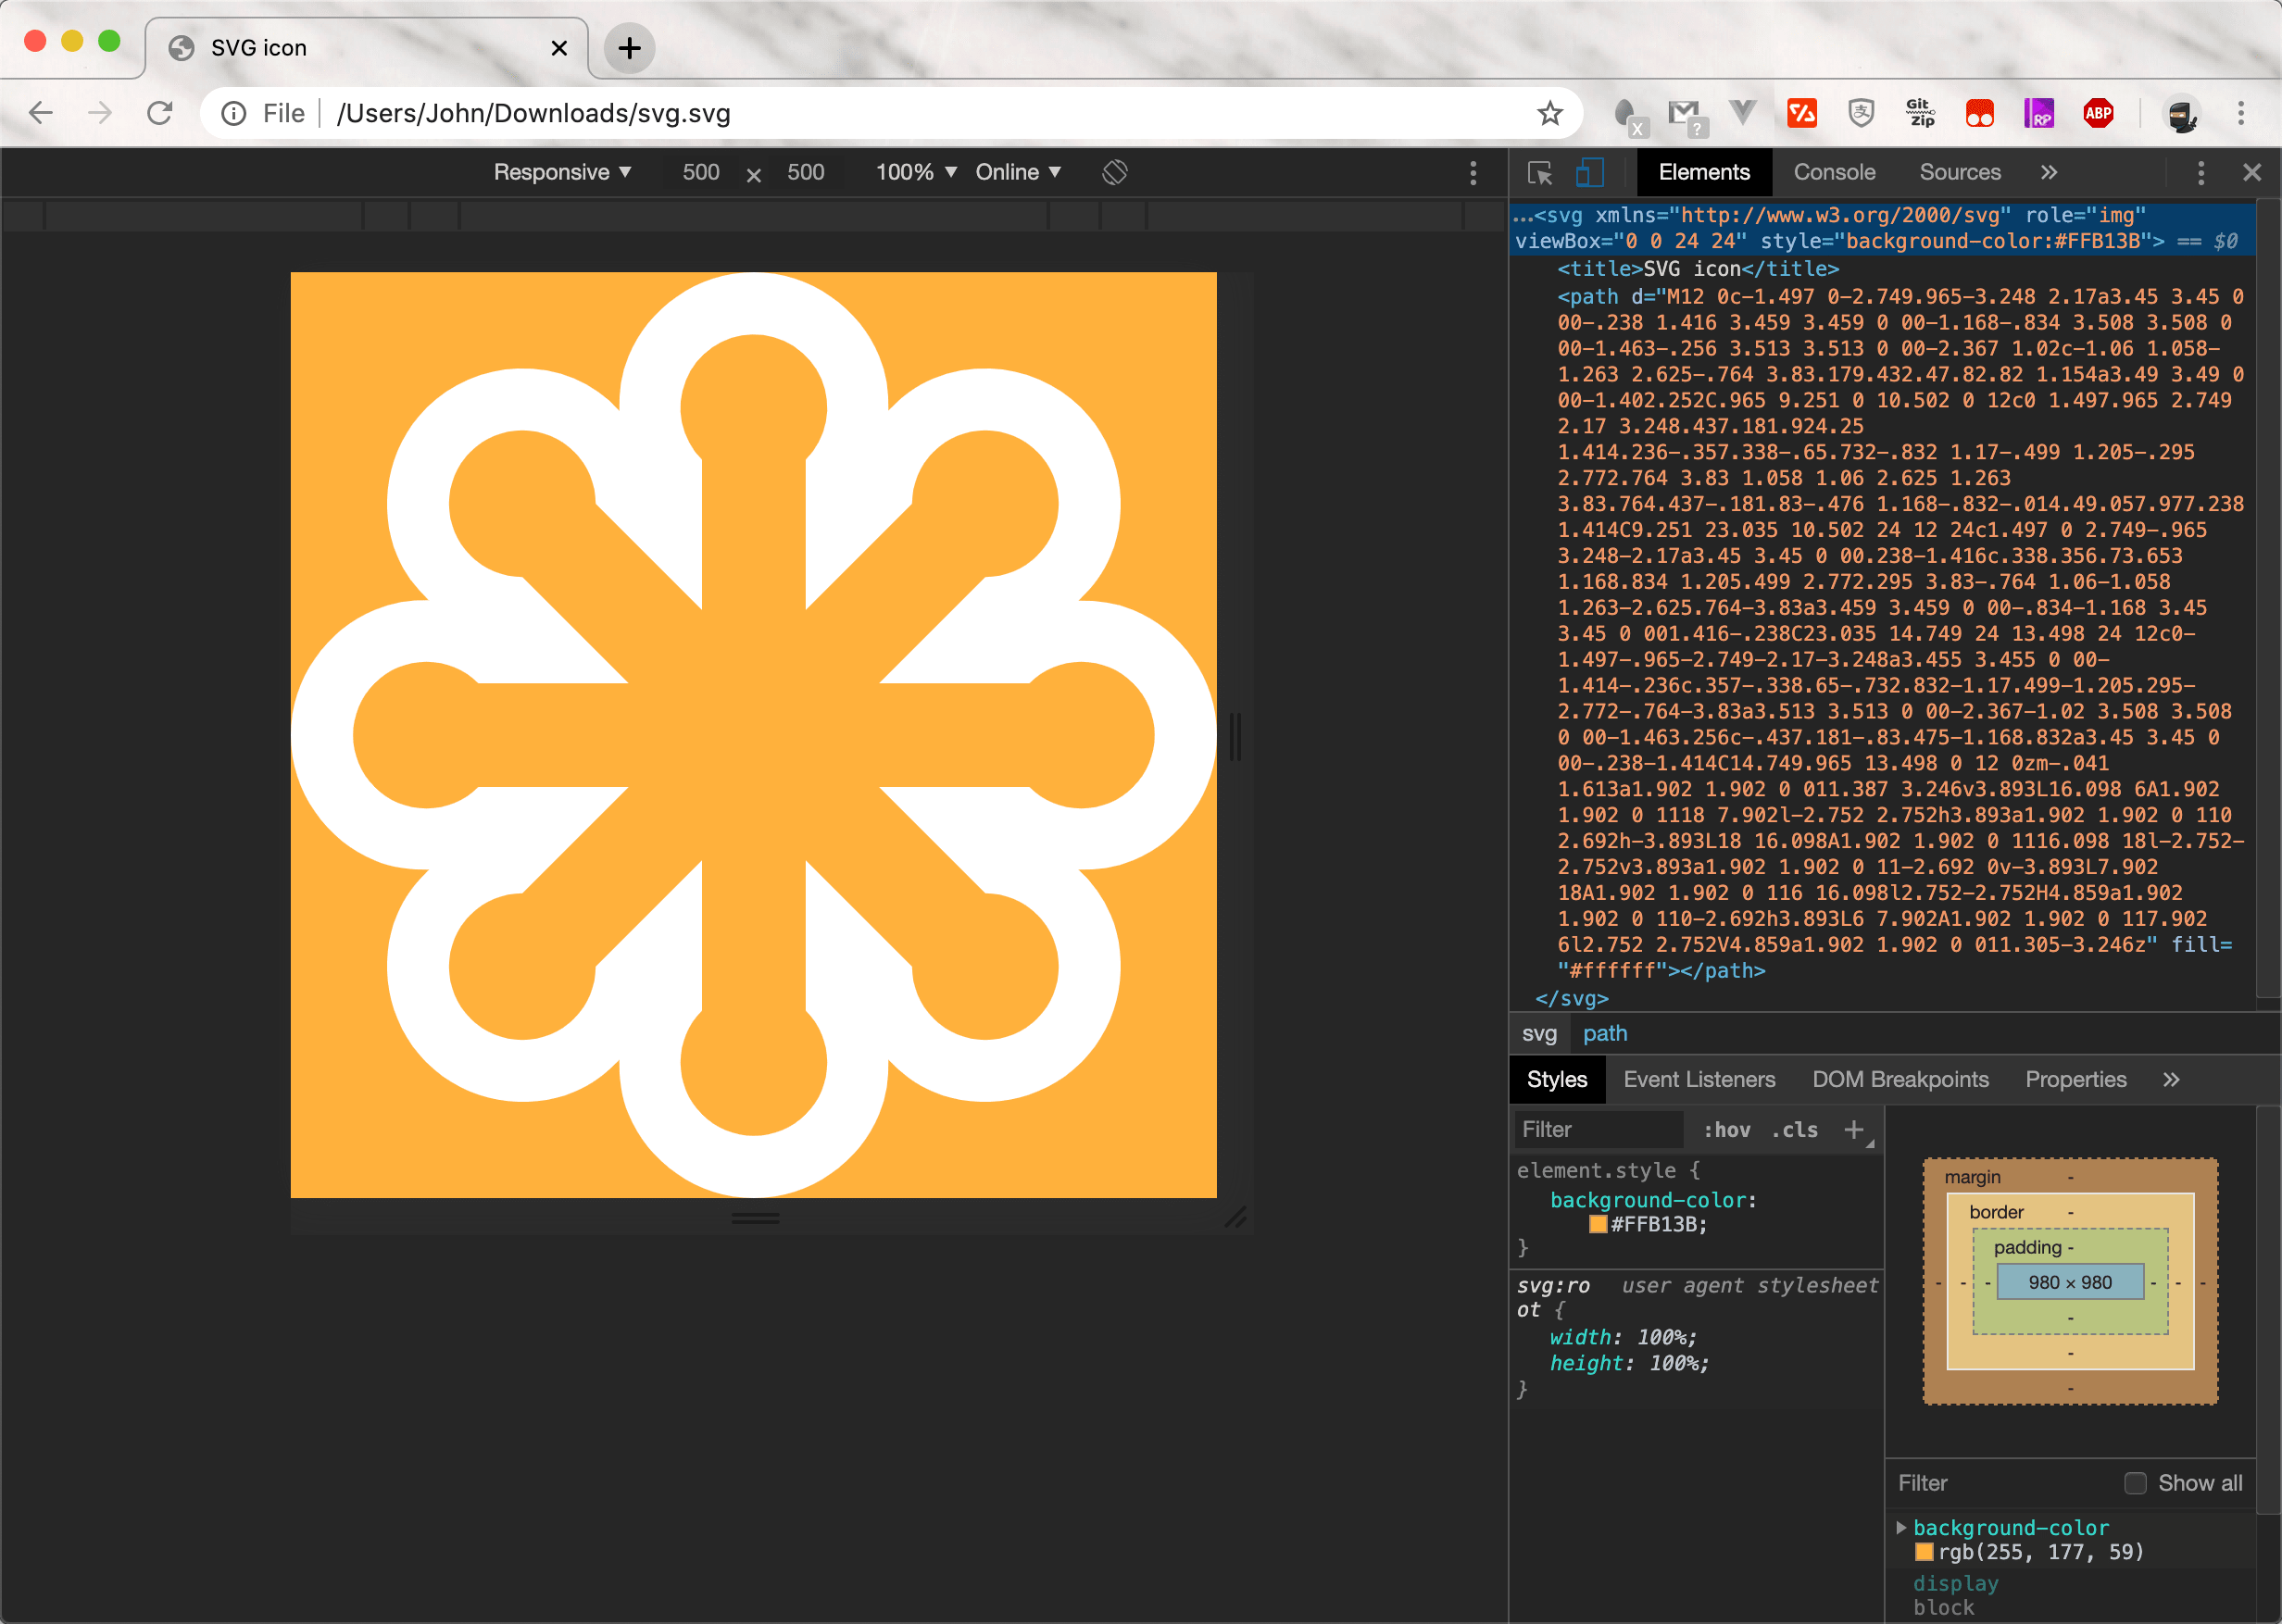 SVG icon
File /Users/John/Downloads/svg.svg
X
?
Git
Zip
RP
ABP
Responsive ▼ 500 × 500 100% ▼ Online ▼
Elements Console Sources »
…<svg xmlns="http://www.w3.org/2000/svg" role="img"
viewBox="0 0 24 24" style="background-color:#FFB13B"> == $0
<title>SVG icon</title>
<path d="M12 0c-1.497 0-2.749.965-3.248 2.17a3.45 3.45 0
00-.238 1.416 3.459 3.459 0 00-1.168-.834 3.508 3.508 0
00-1.463-.256 3.513 3.513 0 00-2.367 1.02c-1.06 1.058-
1.263 2.625-.764 3.83.179.432.47.82.82 1.154a3.49 3.49 0
00-1.402.252C.965 9.251 0 10.502 0 12c0 1.497.965 2.749
2.17 3.248.437.181.924.25
1.414.236-.357.338-.65.732-.832 1.17-.499 1.205-.295
2.772.764 3.83 1.058 1.06 2.625 1.263
3.83.764.437-.181.83-.476 1.168-.832-.014.49.057.977.238
1.414C9.251 23.035 10.502 24 12 24c1.497 0 2.749-.965
3.248-2.17a3.45 3.45 0 00.238-1.416c.338.356.73.653
1.168.834 1.205.499 2.772.295 3.83-.764 1.06-1.058
1.263-2.625.764-3.83a3.459 3.459 0 00-.834-1.168 3.45
3.45 0 001.416-.238C23.035 14.749 24 13.498 24 12c0-
1.497-.965-2.749-2.17-3.248a3.455 3.455 0 00-
1.414-.236c.357-.338.65-.732.832-1.17.499-1.205.295-
2.772-.764-3.83a3.513 3.513 0 00-2.367-1.02 3.508 3.508
0 00-1.463.256c-.437.181-.83.475-1.168.832a3.45 3.45 0
00-.238-1.414C14.749.965 13.498 0 12 0zm-.041
1.613a1.902 1.902 0 011.387 3.246v3.893L16.098 6A1.902
1.902 0 1118 7.902l-2.752 2.752h3.893a1.902 1.902 0 110
2.692h-3.893L18 16.098A1.902 1.902 0 1116.098 18l-2.752-
2.752v3.893a1.902 1.902 0 11-2.692 0v-3.893L7.902
18A1.902 1.902 0 116 16.098l2.752-2.752H4.859a1.902
1.902 0 110-2.692h3.893L6 7.902A1.902 1.902 0 117.902
6l2.752 2.752V4.859a1.902 1.902 0 011.305-3.246z" fill=
"#ffffff"></path>
</svg>
svg path
Styles Event Listeners DOM Breakpoints Properties »
Filter :hov .cls +
element.style {
background-color:
#FFB13B;
}
svg:ro user agent stylesheet
ot {
width: 100%;
height: 100%;
}
margin -
border -
padding -
- - - 980 × 980 - - -
-
-
-
Filter Show all
background-color
rgb(255, 177, 59)
display
block